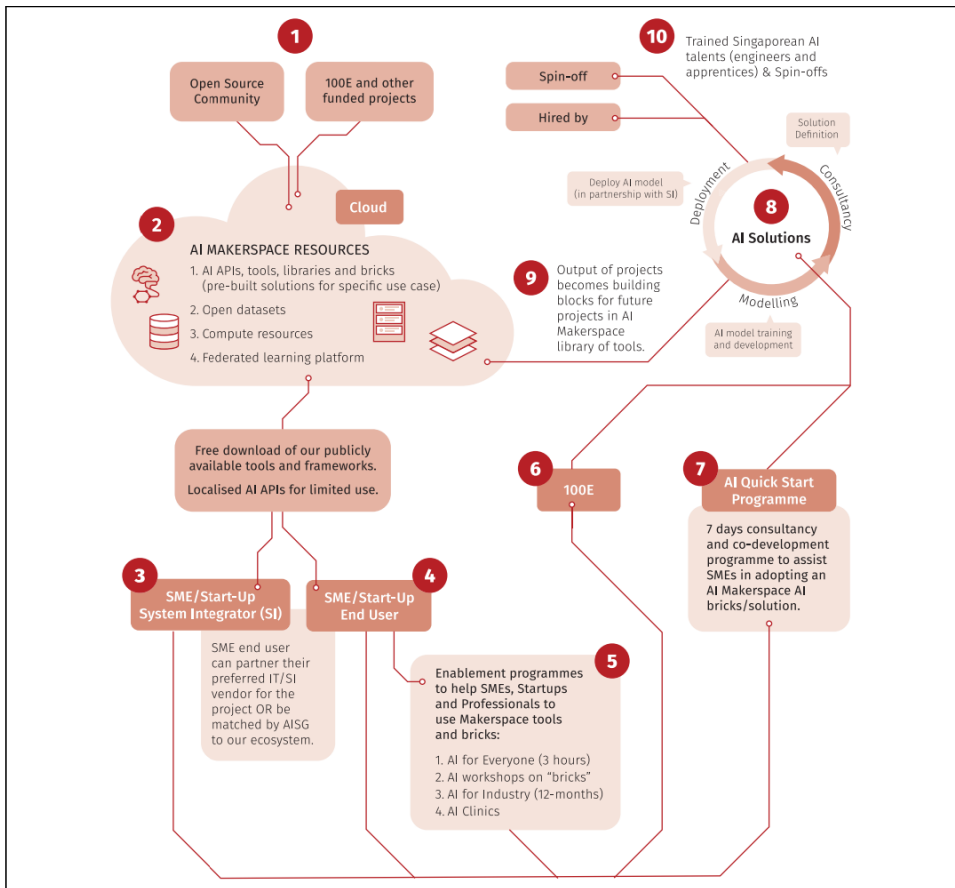 1
Open Source
Community
100E and other
funded projects
Cloud
2
AI MAKERSPACE RESOURCES
1. AI APIs, tools, libraries and bricks
(pre-built solutions for specific use case)
2. Open datasets
3. Compute resources
4. Federated learning platform
10
Trained Singaporean AI
talents (engineers and
apprentices) & Spin-offs
Spin-off
Hired by
Solution
Definition
Deploy AI model
(in partnership with SI)
Deployment
Consultancy
8
AI Solutions
Modelling
AI model training
and development
9
Output of projects
becomes building
blocks for future
projects in AI
Makerspace
library of tools.
Free download of our publicly
available tools and frameworks.
Localised AI APIs for limited use.
6
100E
7
AI Quick Start
Programme
7 days consultancy
and co-development
programme to assist
SMEs in adopting an
AI Makerspace AI
bricks/solution.
3
SME/Start-Up
System Integrator (SI)
SME end user
can partner their
preferred IT/SI
vendor for the
project OR be
matched by AISG
to our ecosystem.
4
SME/Start-Up
End User
5
Enablement programmes
to help SMEs, Startups
and Professionals to
use Makerspace tools
and bricks:
1. AI for Everyone (3 hours)
2. AI workshops on “bricks”
3. AI for Industry (12-months)
4. AI Clinics